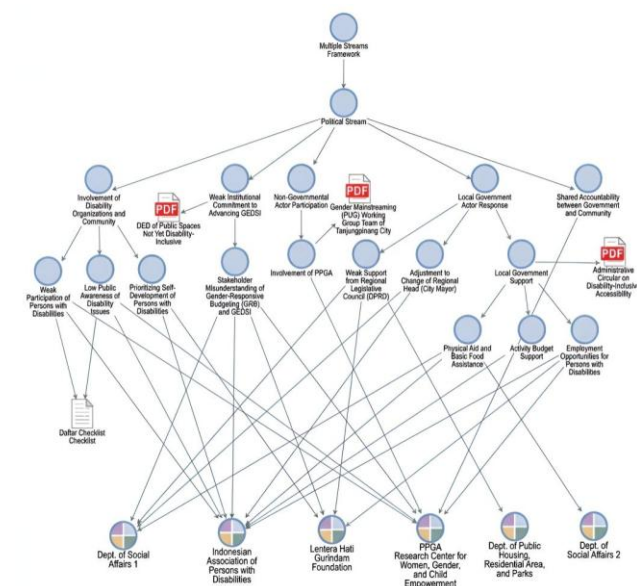 Multiple Streams
Framework
Political Stream
Involvement of
Disability
Organizations and
Community
PDF
DED of Public Spaces
Not Yet Disability-
Inclusive
Weak Institutional
Commitment to
Advancing GEDSI
Non-Governmental
Actor Participation
PDF
Gender Mainstreaming
(PUG) Working
Group Team of
Tanjungpinang City
Local Government
Actor Response
Shared Accountability
between Government
and Community
Weak
Participation of
Persons with
Disabilities
Low Public
Awareness of
Disability
Issues
Prioritizing Self-
Development of
Persons with
Disabilities
Stakeholder
Misunderstanding of
Gender-Responsive
Budgeting (GRB)
and GEDSI
Involvement of PPGA
Weak Support
from Regional
Legislative
Council (DPRD)
Adjustment to
Change of Regional
Head (City Mayor)
Local Government
Support
PDF
Administrative
Circular on
Disability-Inclusive
Accessibility
Physical Aid and
Basic Food
Assistance
Activity Budget
Support
Employment
Opportunities for
Persons with
Disabilities
Daftar Checklist
Checklist
Dept. of Social
Affairs 1
Indonesian
Association of
Persons with
Disabilities
Lentera Hati
Gurindam
Foundation
PPGA
Research Center for
Women, Gender,
and Child
Empowerment
Dept. of Public
Housing,
Residential Area,
and Parks
Dept. of
Social Affairs 2